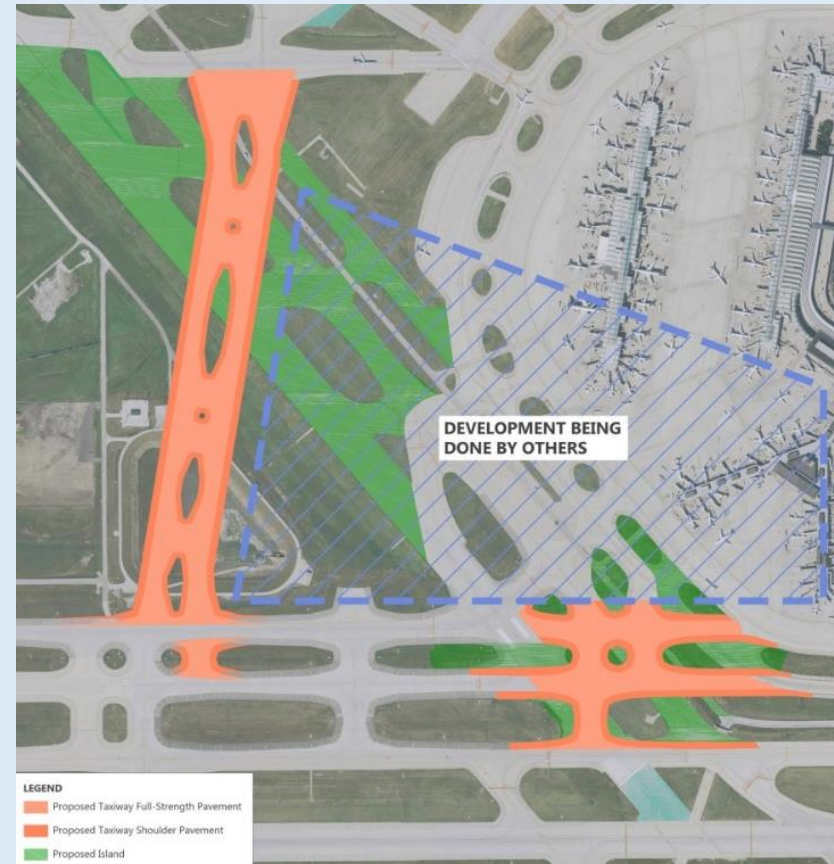 DEVELOPMENT BEING
DONE BY OTHERS
LEGEND
Proposed Taxiway Full-Strength Pavement
Proposed Taxiway Shoulder Pavement
Proposed Island